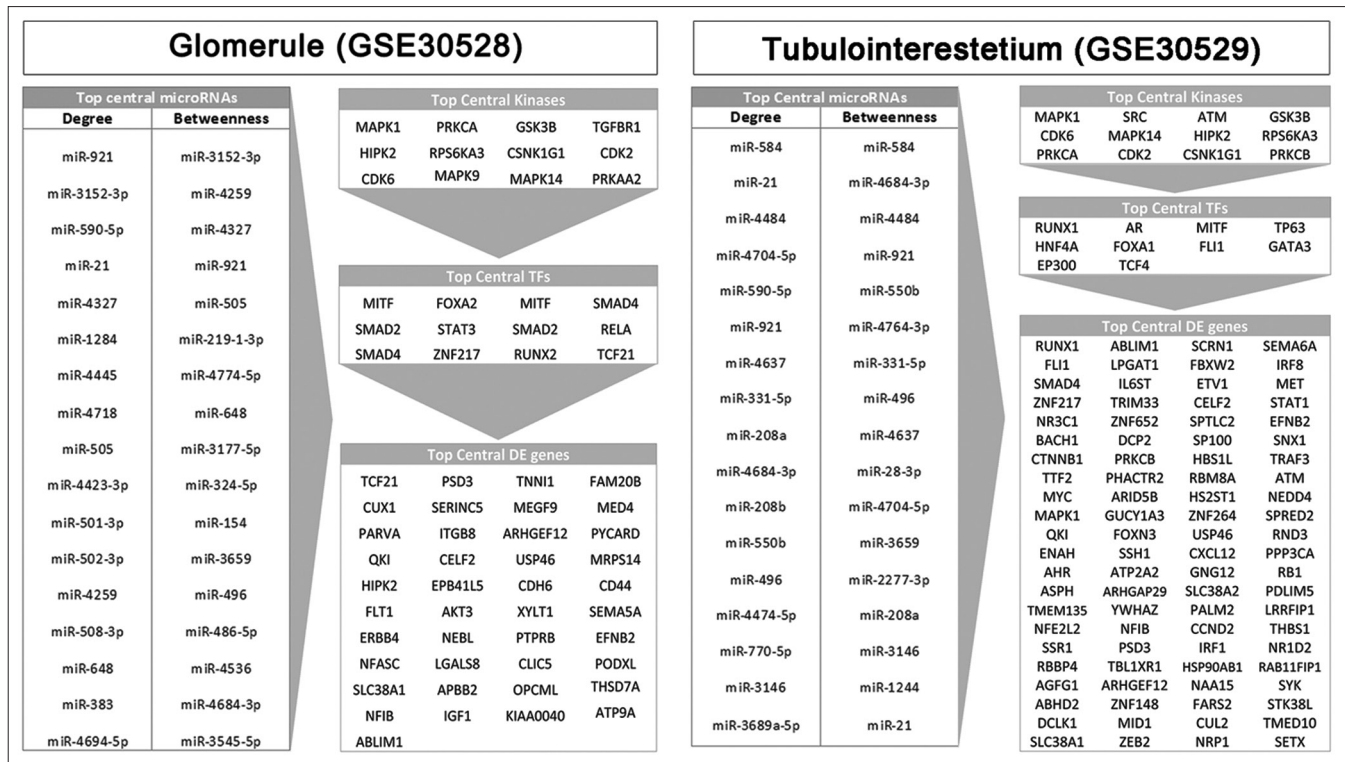 Glomerule (GSE30528)
Top central microRNAs
Degree Betweenness
miR-921 miR-3152-3p
miR-3152-3p miR-4259
miR-590-5p miR-4327
miR-21 miR-921
miR-4327 miR-505
miR-1284 miR-219-1-3p
miR-4445 miR-4774-5p
miR-4718 miR-648
miR-505 miR-3177-5p
miR-4423-3p miR-324-5p
miR-501-3p miR-154
miR-502-3p miR-3659
miR-4259 miR-496
miR-508-3p miR-486-5p
miR-648 miR-4536
miR-383 miR-4684-3p
miR-4694-5p miR-3545-5p
Top Central Kinases
MAPK1 PRKCA GSK3B TGFBR1
HIPK2 RPS6KA3 CSNK1G1 CDK2
CDK6 MAPK9 MAPK14 PRKAA2
Top Central TFs
MITF FOXA2 MITF SMAD4
SMAD2 STAT3 SMAD2 RELA
SMAD4 ZNF217 RUNX2 TCF21
Top Central DE genes
TCF21 PSD3 TNNI1 FAM20B
CUX1 SERINC5 MEGF9 MED4
PARVA ITGB8 ARHGEF12 PYCARD
QKI CELF2 USP46 MRPS14
HIPK2 EPB41L5 CDH6 CD44
FLT1 AKT3 XYLT1 SEMA5A
ERBB4 NEBL PTPRB EFNB2
NFASC LGALS8 CLIC5 PODXL
SLC38A1 APBB2 OPCML THSD7A
NFIB IGF1 KIAA0040 ATP9A
ABLIM1
Tubulointerestetium (GSE30529)
Top Central microRNAs
Degree Betweenness
miR-584 miR-584
miR-21 miR-4684-3p
miR-4484 miR-4484
miR-4704-5p miR-921
miR-590-5p miR-550b
miR-921 miR-4764-3p
miR-4637 miR-331-5p
miR-331-5p miR-496
miR-208a miR-4637
miR-4684-3p miR-28-3p
miR-208b miR-4704-5p
miR-550b miR-3659
miR-496 miR-2277-3p
miR-4474-5p miR-208a
miR-770-5p miR-3146
miR-3146 miR-1244
miR-3689a-5p miR-21
Top Central Kinases
MAPK1 SRC ATM GSK3B
CDK6 MAPK14 HIPK2 RPS6KA3
PRKCA CDK2 CSNK1G1 PRKCB
Top Central TFs
RUNX1 AR MITF TP63
HNF4A FOXA1 FLI1 GATA3
EP300 TCF4
Top Central DE genes
RUNX1 ABLIM1 SCRN1 SEMA6A
FLI1 LPGAT1 FBXW2 IRF8
SMAD4 IL6ST ETV1 MET
ZNF217 TRIM33 CELF2 STAT1
NR3C1 ZNF652 SPTLC2 EFNB2
BACH1 DCP2 SP100 SNX1
CTNNB1 PRKCB HBS1L TRAF3
TTF2 PHACTR2 RBM8A ATM
MYC ARID5B HS2ST1 NEDD4
MAPK1 GUCY1A3 ZNF264 SPRED2
QKI FOXN3 USP46 RND3
ENAH SSH1 CXCL12 PPP3CA
AHR ATP2A2 GNG12 RB1
ASPH ARHGAP29 SLC38A2 PDLIM5
TMEM135 YWHAZ PALM2 LRRFIP1
NFE2L2 NFIB CCND2 THBS1
SSR1 PSD3 IRF1 NR1D2
RBBP4 TBL1XR1 HSP90AB1 RAB11FIP1
AGFG1 ARHGEF12 NAA15 SYK
ABHD2 ZNF148 FARS2 STK38L
DCLK1 MID1 CUL2 TMED10
SLC38A1 ZEB2 NRP1 SETX